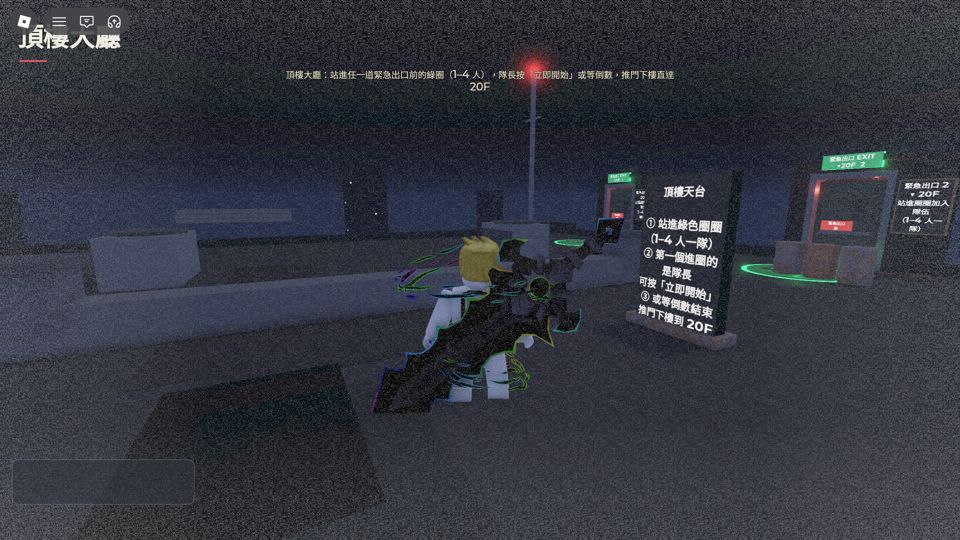 頂樓大廳
頂樓大廳：站進任一道緊急出口前的綠圈（1–4 人），隊長按「立即開始」或等倒數，推門下樓直達
20F
頂樓天台
① 站進綠色圈圈
（1–4 人一隊）
② 第一個進圈的
是隊長
可按「立即開始」
③ 或等倒數結束
推門下樓到 20F
緊急出口 EXIT
▾20F 2
緊急出口 2
▾ 20F
站進圈圈加入
隊伍
（1–4 人一
隊）